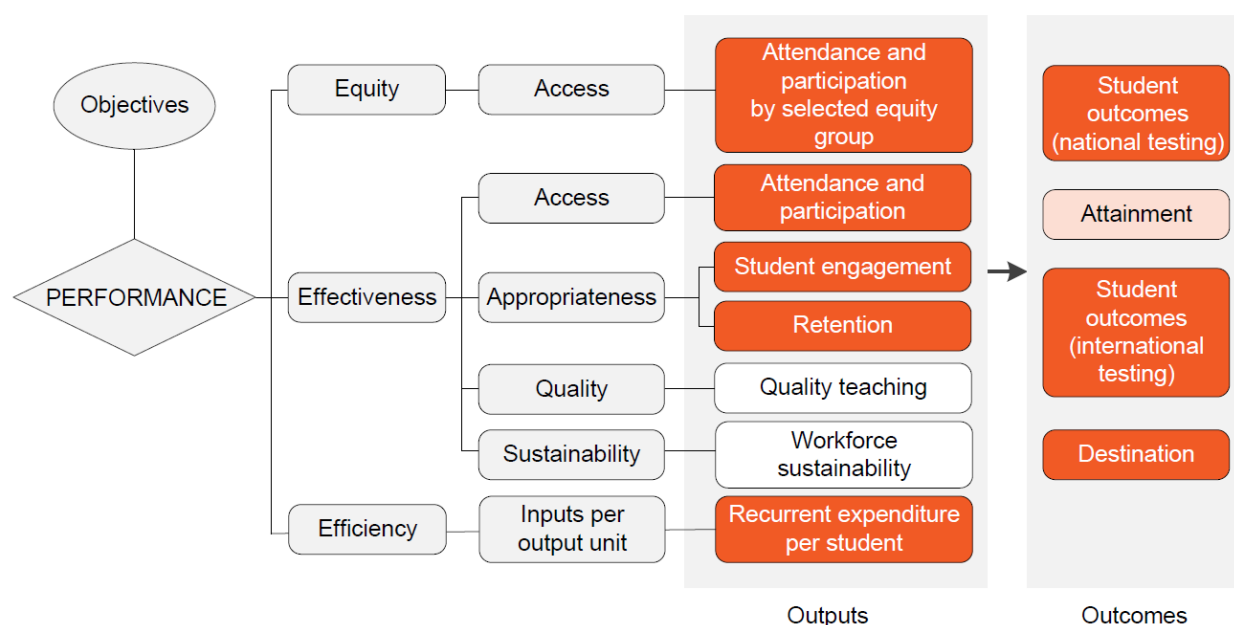 Objectives
PERFORMANCE
Equity
Access
Attendance and
participation
by selected equity
group
Effectiveness
Access
Attendance and
participation
Appropriateness
Student engagement
Retention
Quality
Quality teaching
Sustainability
Workforce
sustainability
Efficiency
Inputs per
output unit
Recurrent expenditure
per student
Outputs
Student
outcomes
(national testing)
Attainment
Student
outcomes
(international
testing)
Destination
Outcomes